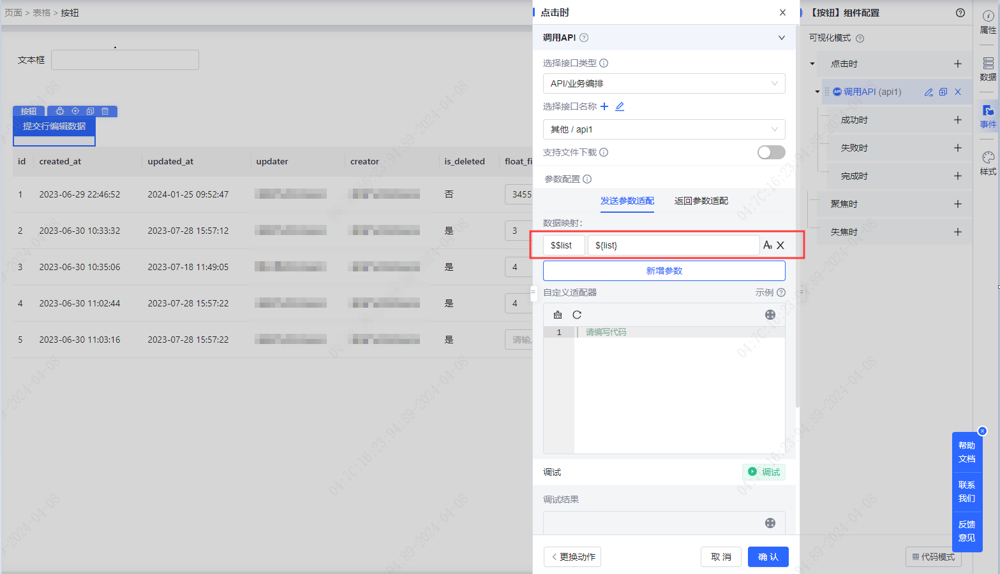 页面 > 表格 > 按钮
文本框
按钮
提交行编辑数据
id created_at updated_at updater creator is_deleted float_fi
1 2023-06-29 22:46:52 2024-01-25 09:52:47 否 3455
2 2023-06-30 10:33:32 2023-07-28 15:57:12 是 3
3 2023-06-30 10:35:06 2023-07-18 11:49:05 是 4
4 2023-06-30 11:02:44 2023-07-28 15:57:22 是 4
5 2023-06-30 11:03:16 2023-07-28 15:57:22 是 请输
点击时
调用API
选择接口类型
API/业务编排
选择接口名称
其他 / api1
支持文件下载
参数配置
发送参数适配 返回参数适配
数据映射:
$$list ${list}
新增参数
自定义适配器 示例
1 请编写代码
调试 调试
调试结果
更换动作 取 消 确 认
【按钮】组件配置
可视化模式
点击时
调用API (api1)
成功时
失败时
完成时
聚焦时
失焦时
代码模式
属性
数据
事件
样式
帮助
文档
联系
我们
反馈
意见
04:7C:16:23:94:89-2024-04-08